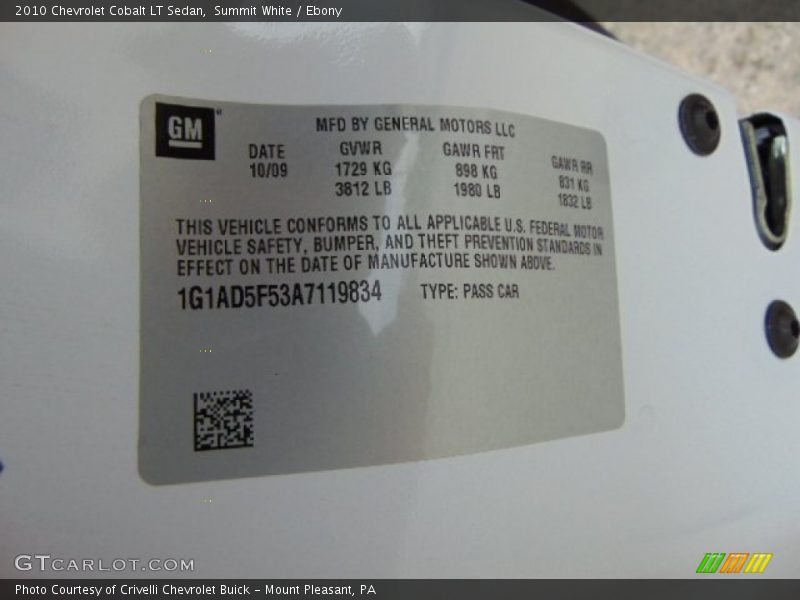 2010 Chevrolet Cobalt LT Sedan, Summit White / Ebony
GM
MFD BY GENERAL MOTORS LLC
DATE GVWR GAWR FRT GAWR RR
10/09 1729 KG 898 KG 831 KG
3812 LB 1980 LB 1832 LB
THIS VEHICLE CONFORMS TO ALL APPLICABLE U.S. FEDERAL MOTOR
VEHICLE SAFETY, BUMPER, AND THEFT PREVENTION STANDARDS IN
EFFECT ON THE DATE OF MANUFACTURE SHOWN ABOVE.
1G1AD5F53A7119834 TYPE: PASS CAR
GTCARLOT.COM
Photo Courtesy of Crivelli Chevrolet Buick – Mount Pleasant, PA